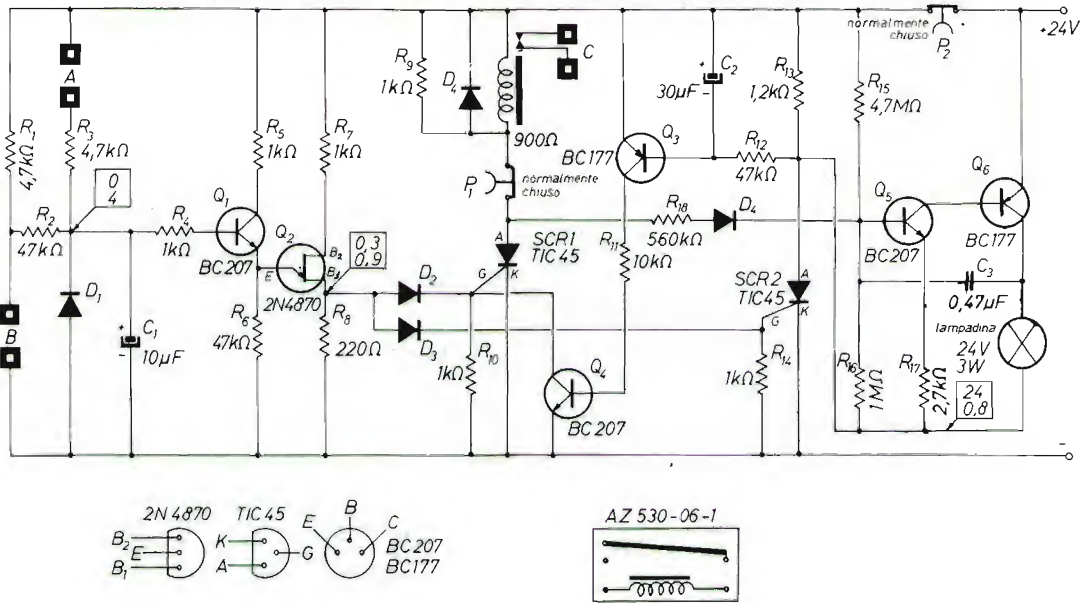 normalmente
chiuso
P2
+24V
A
R1
4,7kΩ
R3
4,7kΩ
R5
1kΩ
R7
1kΩ
R9
1kΩ
D4
C
900Ω
C2
30µF
+
-
R13
1,2kΩ
R15
4,7MΩ
0
4
R2
47kΩ
R4
1kΩ
Q1
BC207
Q2
E
B2
B1
2N4870
0,3
0,9
P1
normalmente
chiuso
Q3
BC177
R12
47kΩ
R18
560kΩ
D4
R11
10kΩ
Q5
BC207
Q6
BC177
A
SCR1
TIC45
G
K
SCR2
TIC45
A
K
G
C3
0,47µF
B
D1
+
C1
-
10µF
R6
47kΩ
R8
220Ω
D2
D3
R10
1kΩ
Q4
BC207
R14
1kΩ
R16
1MΩ
R17
2,7kΩ
lampadina
24V
3W
24
0,8
-
2N4870
B2
E
B1
TIC45
K
A
G
B
E
C
BC207
BC177
AZ 530-06-1